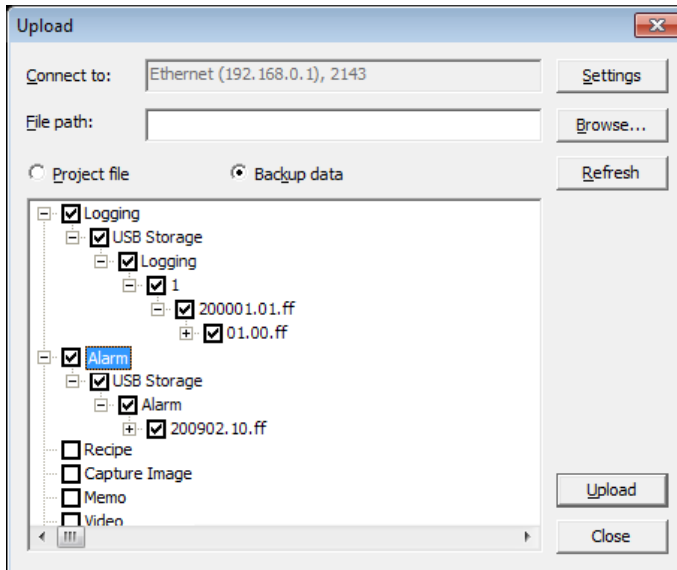 Upload
Connect to: Ethernet (192.168.0.1), 2143 Settings
File path: Browse...
Project file Backup data Refresh
Logging
USB Storage
Logging
1
200001.01.ff
01.00.ff
Alarm
USB Storage
Alarm
200902.10.ff
Recipe
Capture Image
Memo
Upload
Video
Close